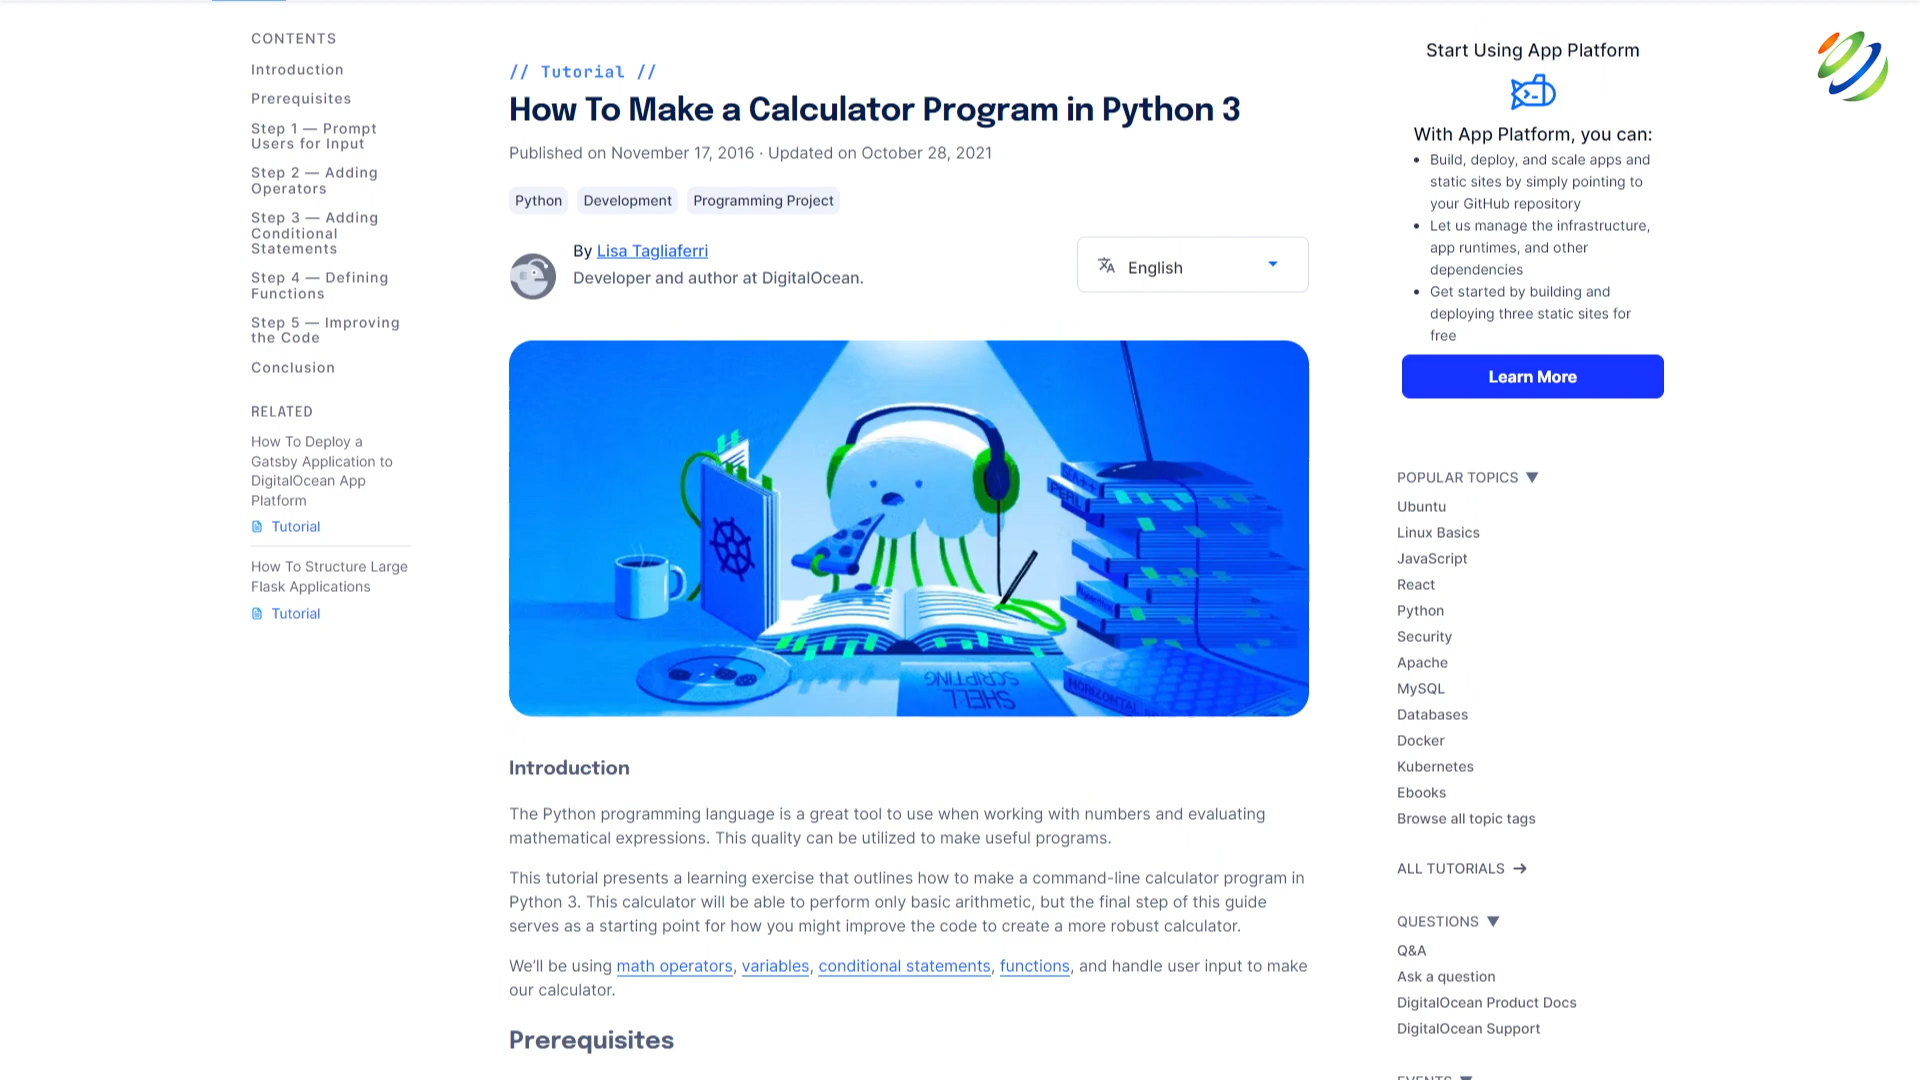 CONTENTS
Introduction
Prerequisites
Step 1 — Prompt
Users for Input
Step 2 — Adding
Operators
Step 3 — Adding
Conditional
Statements
Step 4 — Defining
Functions
Step 5 — Improving
the Code
Conclusion
RELATED
How To Deploy a
Gatsby Application to
DigitalOcean App
Platform
Tutorial
How To Structure Large
Flask Applications
Tutorial
// Tutorial //
How To Make a Calculator Program in Python 3
Published on November 17, 2016 · Updated on October 28, 2021
Python Development Programming Project
By Lisa Tagliaferri
Developer and author at DigitalOcean.
English
PERL
SHELL
SCRIPTING
HORIZONTAL
Introduction
The Python programming language is a great tool to use when working with numbers and evaluating
mathematical expressions. This quality can be utilized to make useful programs.
This tutorial presents a learning exercise that outlines how to make a command-line calculator program in
Python 3. This calculator will be able to perform only basic arithmetic, but the final step of this guide
serves as a starting point for how you might improve the code to create a more robust calculator.
We’ll be using math operators, variables, conditional statements, functions, and handle user input to make
our calculator.
Prerequisites
Start Using App Platform
With App Platform, you can:
• Build, deploy, and scale apps and
static sites by simply pointing to
your GitHub repository
• Let us manage the infrastructure,
app runtimes, and other
dependencies
• Get started by building and
deploying three static sites for
free
Learn More
POPULAR TOPICS
Ubuntu
Linux Basics
JavaScript
React
Python
Security
Apache
MySQL
Databases
Docker
Kubernetes
Ebooks
Browse all topic tags
ALL TUTORIALS →
QUESTIONS
Q&A
Ask a question
DigitalOcean Product Docs
DigitalOcean Support
EVENTS